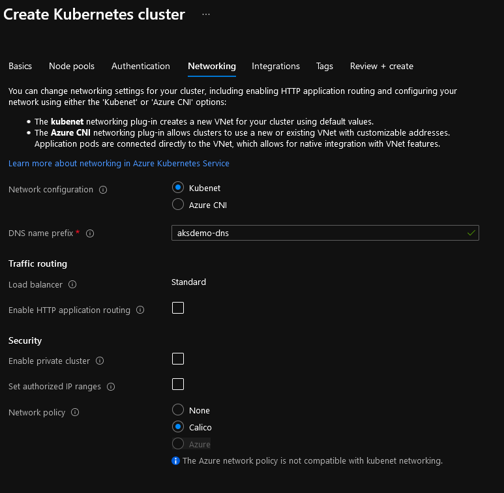 Create Kubernetes cluster ...
Basics Node pools Authentication Networking Integrations Tags Review + create
You can change networking settings for your cluster, including enabling HTTP application routing and configuring your
network using either the 'Kubenet' or 'Azure CNI' options:
• The kubenet networking plug-in creates a new VNet for your cluster using default values.
• The Azure CNI networking plug-in allows clusters to use a new or existing VNet with customizable addresses.
Application pods are connected directly to the VNet, which allows for native integration with VNet features.
Learn more about networking in Azure Kubernetes Service
Network configuration Kubenet
Azure CNI
DNS name prefix * aksdemo-dns
Traffic routing
Load balancer Standard
Enable HTTP application routing
Security
Enable private cluster
Set authorized IP ranges
Network policy None
Calico
Azure
The Azure network policy is not compatible with kubenet networking.